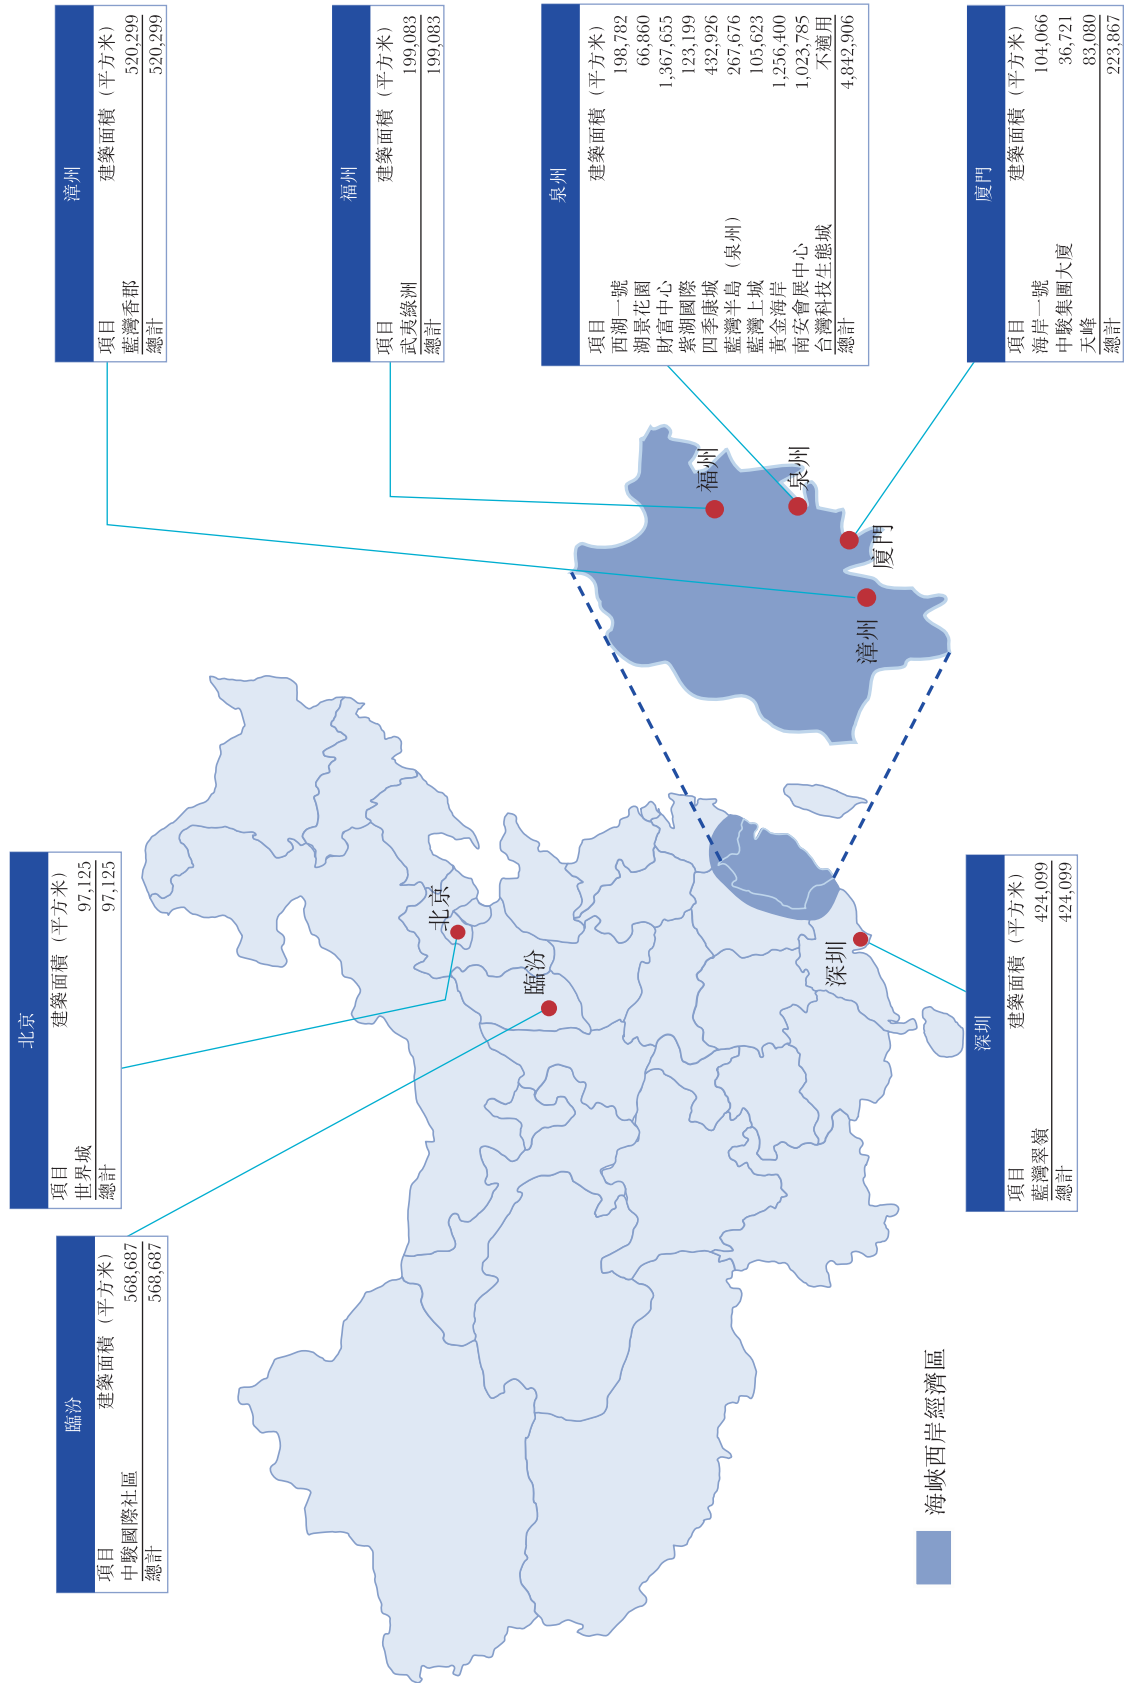 臨汾
項目 建築面積（平方米）
中駿國際社區 568,687
總計 568,687
北京
項目 建築面積（平方米）
世界城 97,125
總計 97,125
漳州
項目 建築面積（平方米）
藍灣香郡 520,299
總計 520,299
福州
項目 建築面積（平方米）
武夷綠洲 199,083
總計 199,083
泉州
項目 建築面積（平方米）
西湖一號 198,782
湖景花園 66,860
財富中心 1,367,655
紫湖國際 123,199
四季康城 432,926
藍灣半島（泉州） 267,676
藍灣上城 105,623
黃金海岸 1,256,400
南安會展中心 1,023,785
台灣科技生態城 不適用
總計 4,842,906
廈門
項目 建築面積（平方米）
海岸一號 104,066
中駿集團大廈 36,721
天峰 83,080
總計 223,867
深圳
項目 建築面積（平方米）
藍灣翠嶺 424,099
總計 424,099
北京
臨汾
深圳
福州
泉州
廈門
漳州
海峽西岸經濟區